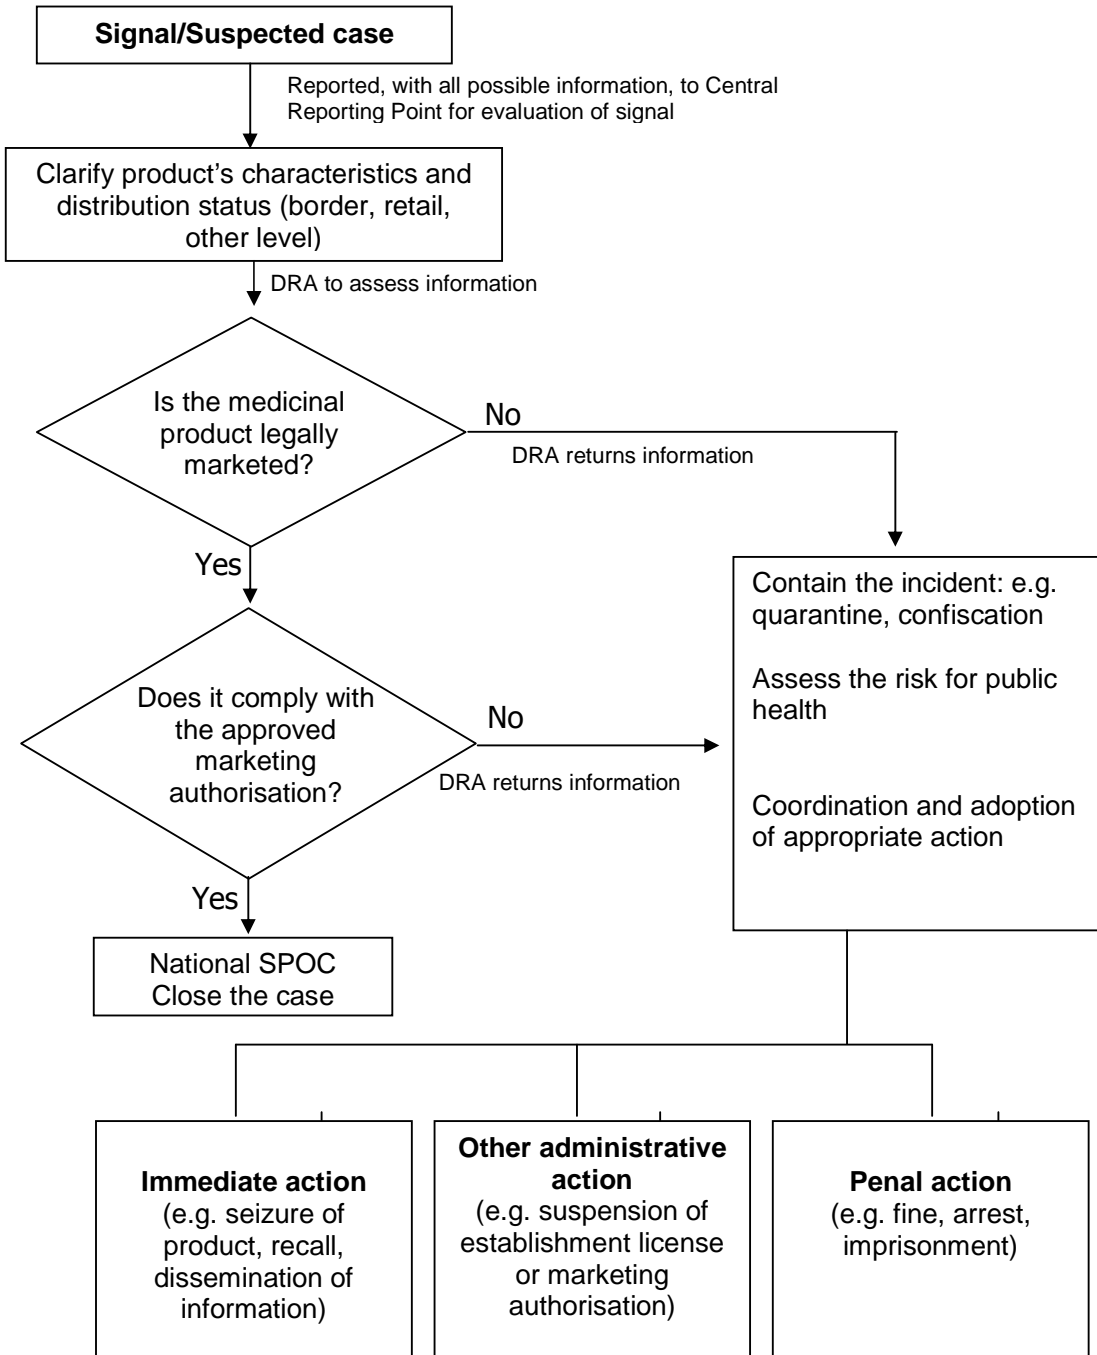 Signal/Suspected case
Reported, with all possible information, to Central
Reporting Point for evaluation of signal
Clarify product’s characteristics and
distribution status (border, retail,
other level)
DRA to assess information
Is the medicinal
product legally
marketed?
No
DRA returns information
Yes
Contain the incident: e.g.
quarantine, confiscation
Assess the risk for public
health
Coordination and adoption
of appropriate action
Does it comply with
the approved
marketing
authorisation?
No
DRA returns information
Yes
National SPOC
Close the case
Immediate action
(e.g. seizure of
product, recall,
dissemination of
information)
Other administrative
action
(e.g. suspension of
establishment license
or marketing
authorisation)
Penal action
(e.g. fine, arrest,
imprisonment)